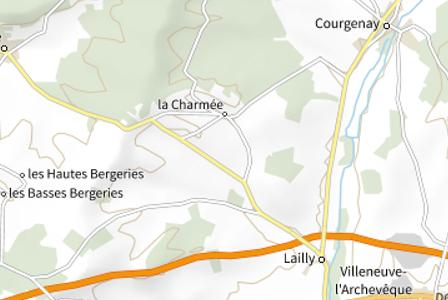 Courgenay
la Charmée
les Hautes Bergeries
les Basses Bergeries
Lailly
Villeneuve-
l'Archevêque